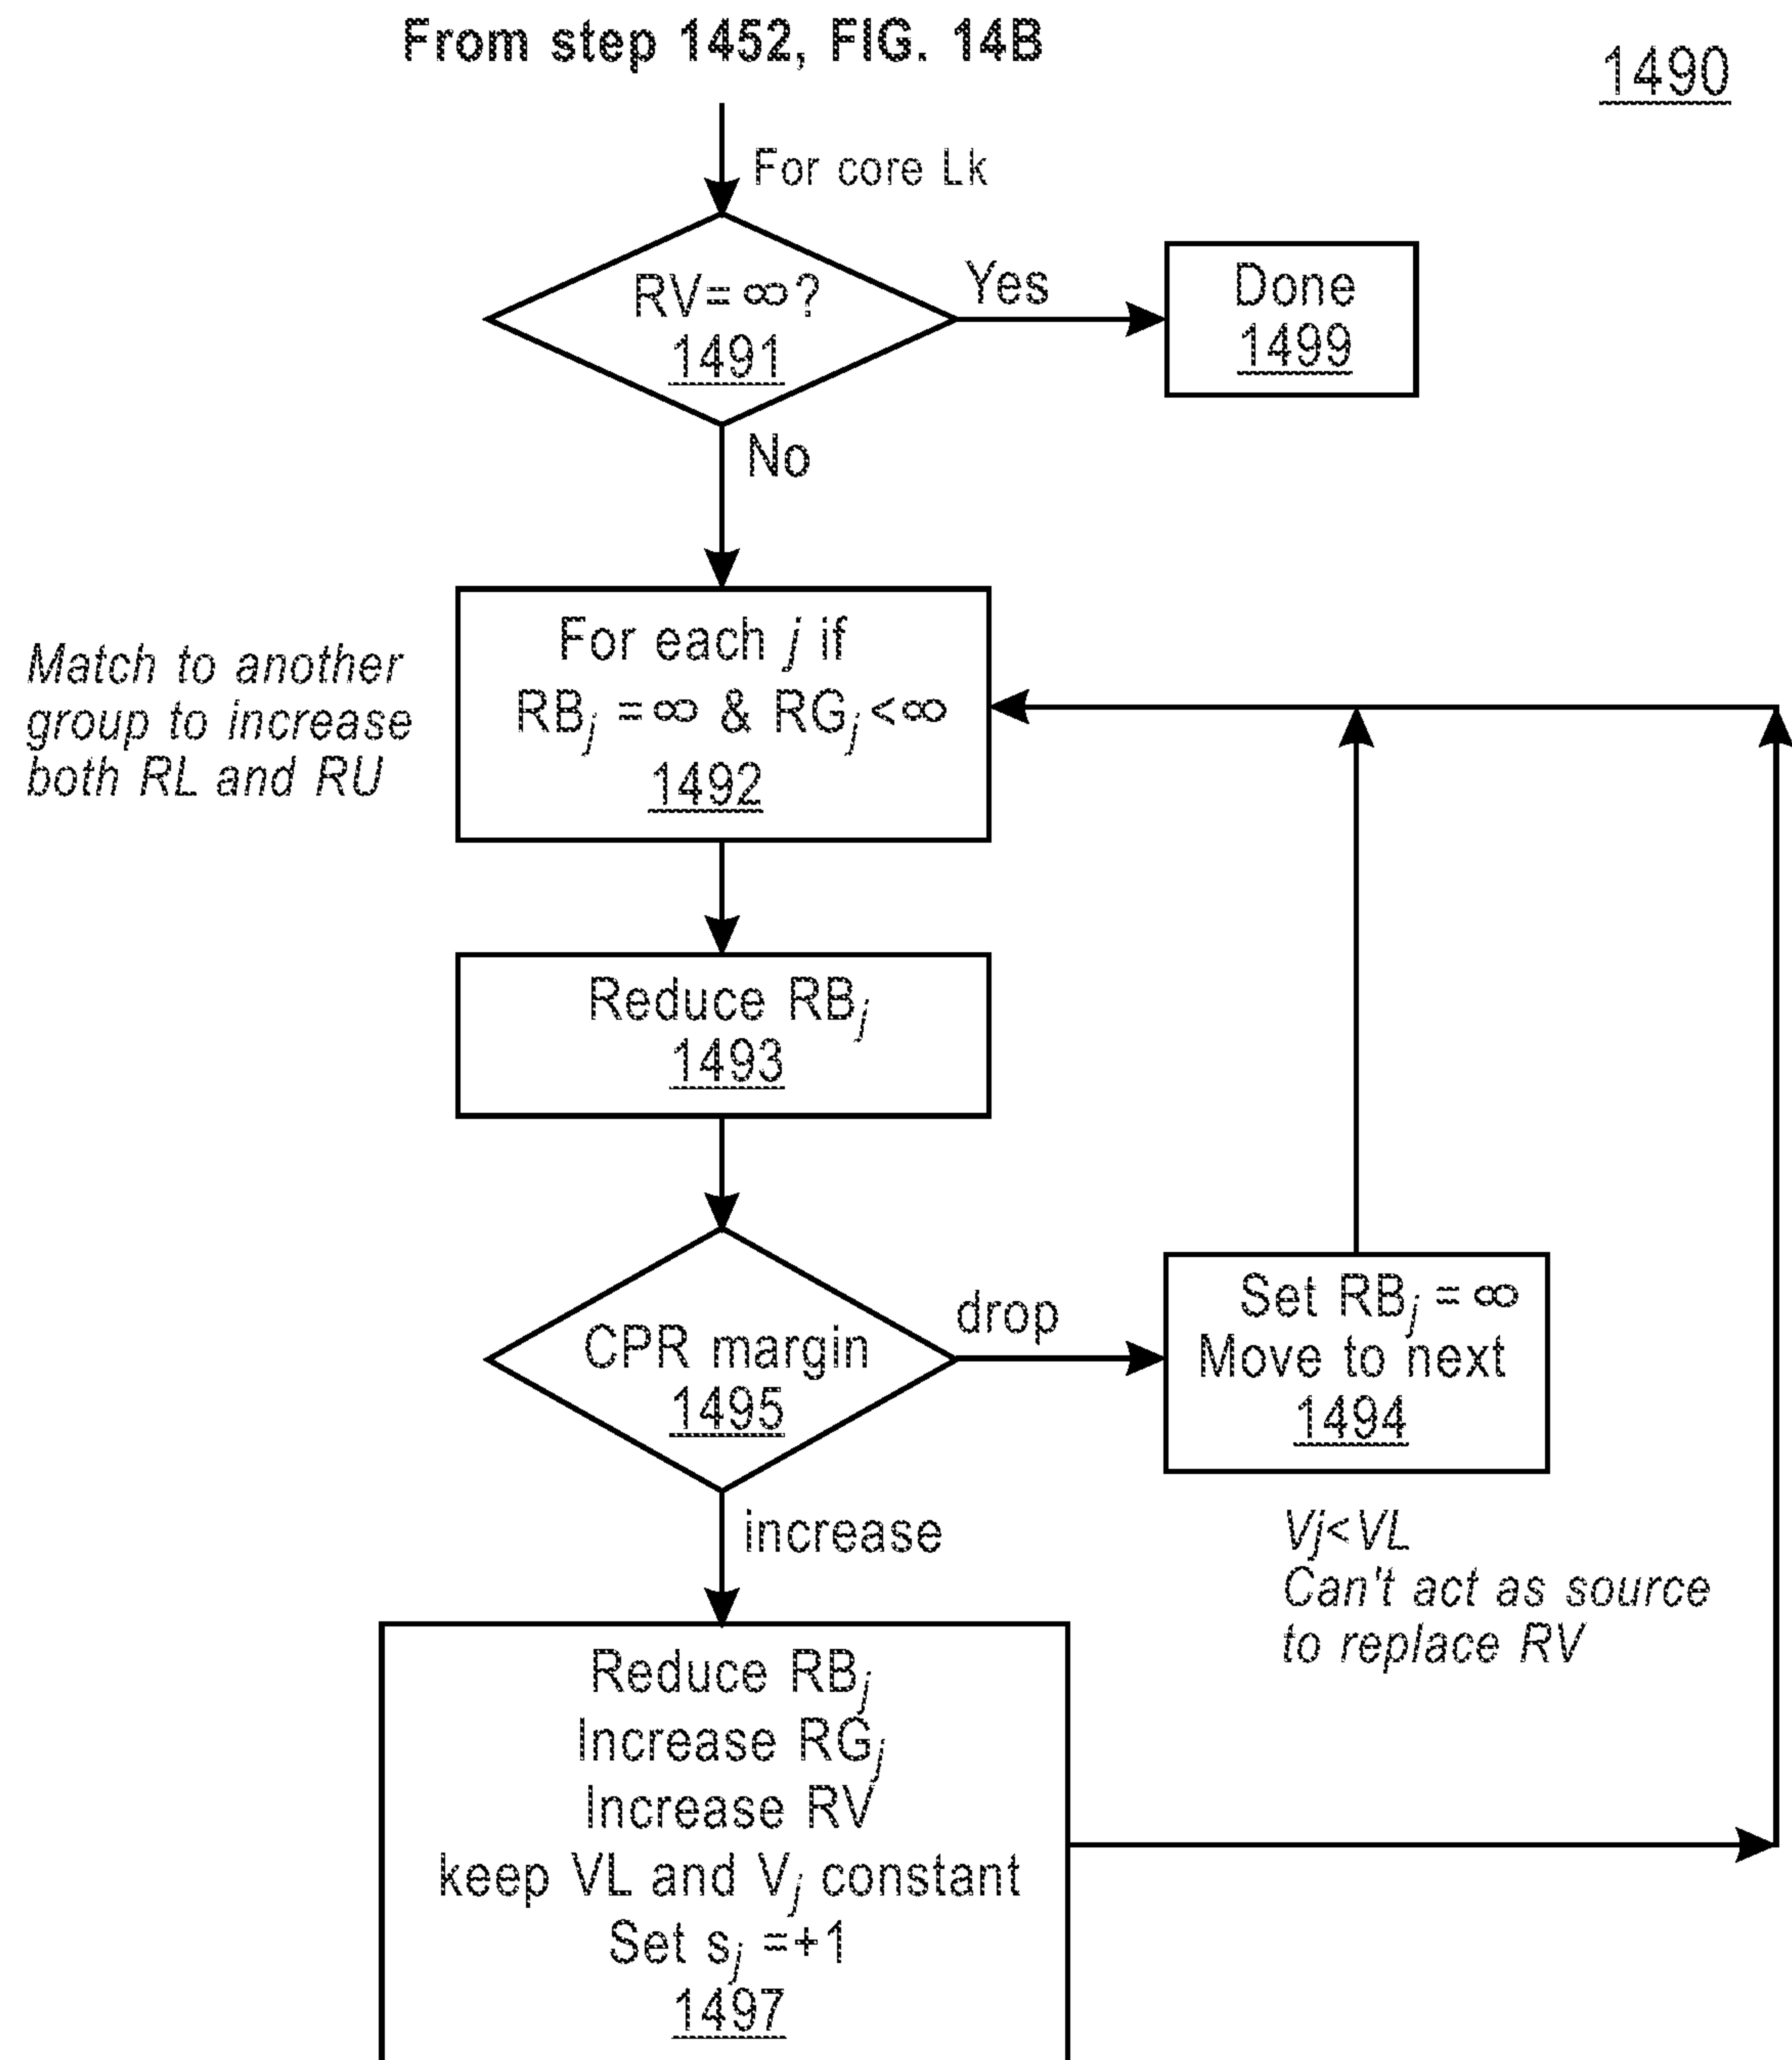 From step 1452, FIG. 14B
1490
For core Lk
RV=∞?
1491
Yes
Done
1499
No
Match to another
group to increase
both RL and RU
For each j if
RBj =∞ & RGj<∞
1492
Reduce RBj
1493
CPR margin
1495
drop
Set RBj =∞
Move to next
1494
Vj<VL
Can't act as source
to replace RV
increase
Reduce RBj
Increase RGj
Increase RV
keep VL and Vj constant
Set sj =+1
1497